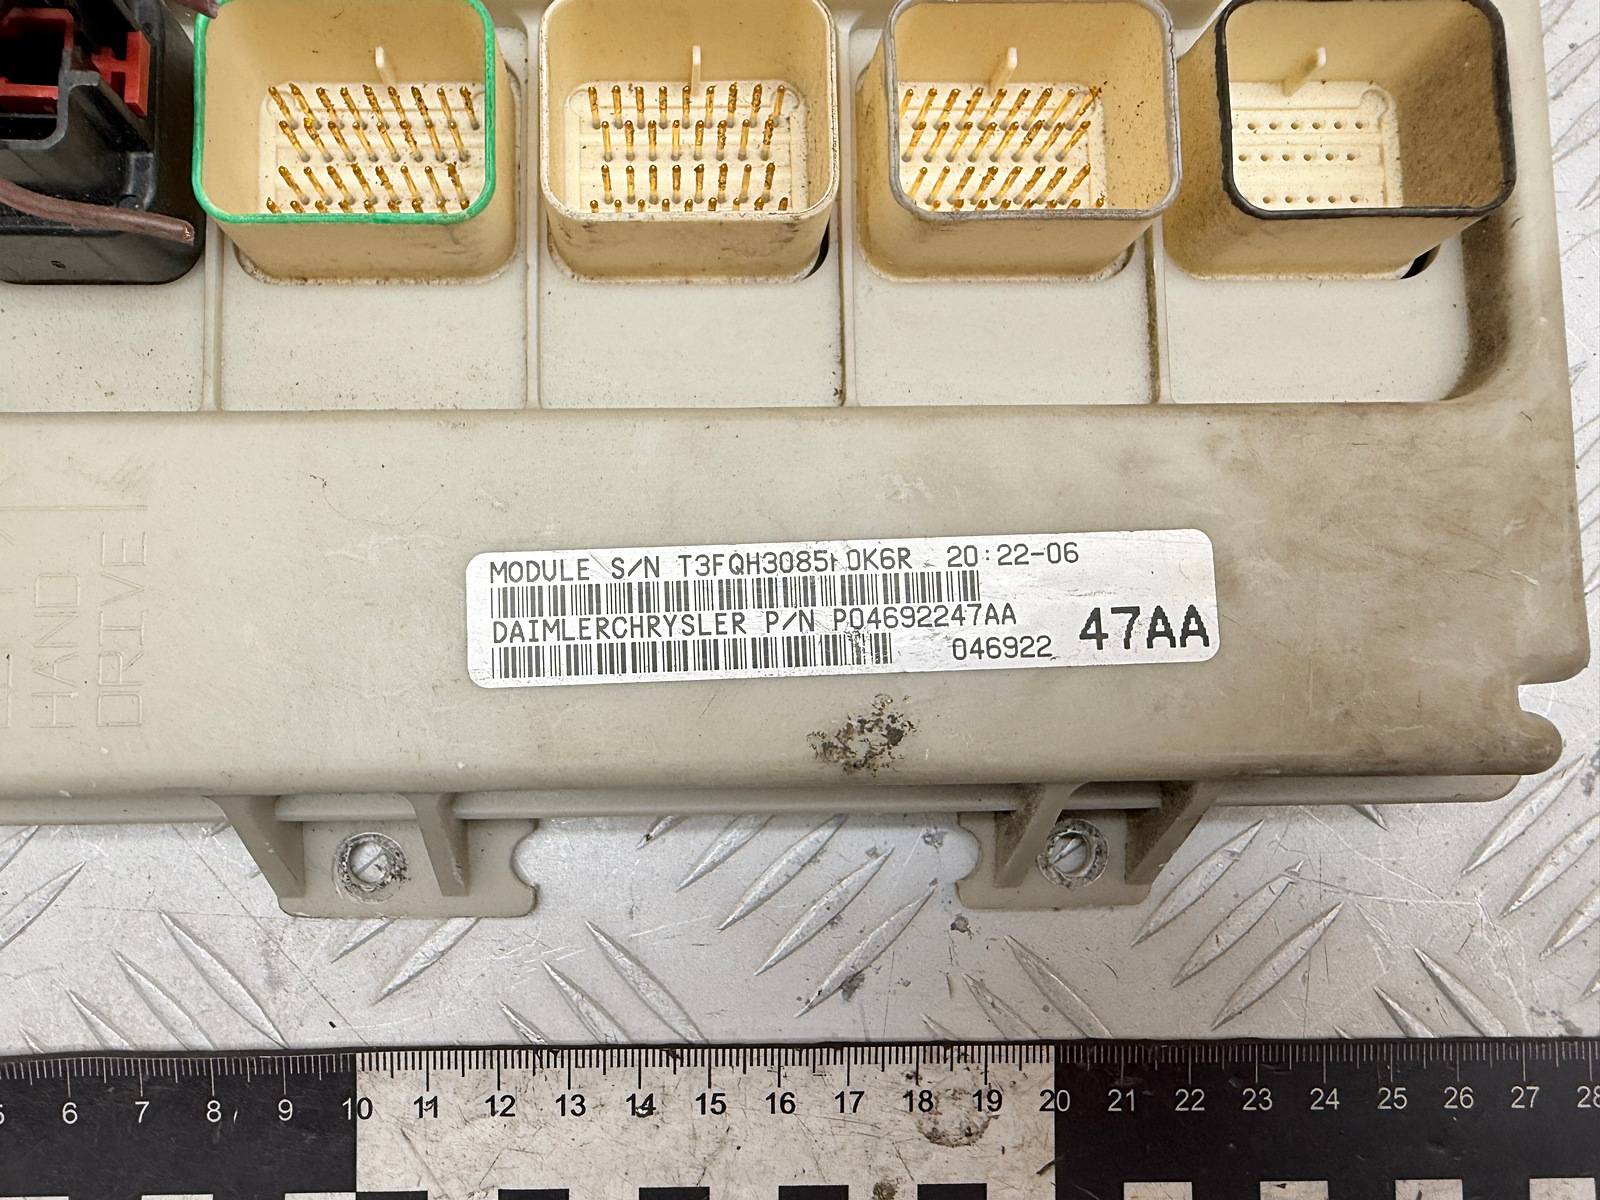 MODULE S/N T3FQH3085 0K6R 20:22-06
DAIMLERCHRYSLER P/N P04692247AA
046922 47AA
HAND
DRIVE
6 7 8 9 10 11 12 13 14 15 16 17 18 19 20 21 22 23 24 25 26 27 28